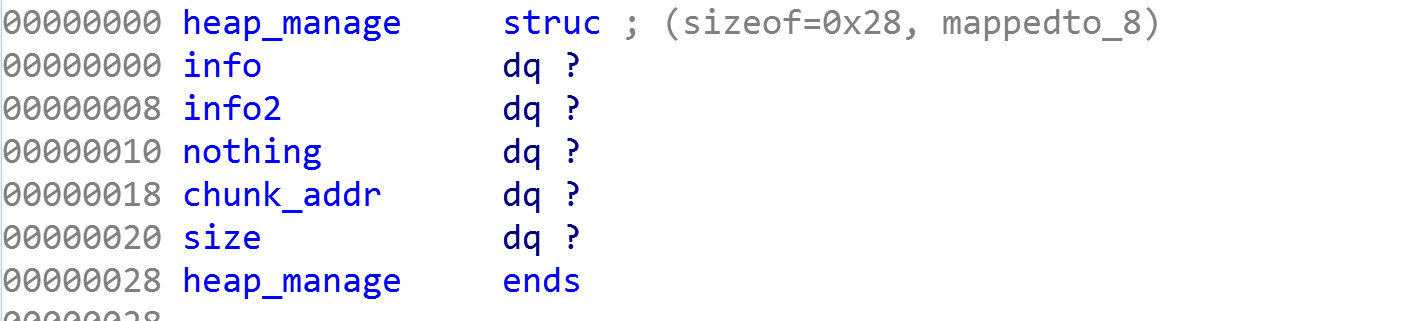 00000000 heap_manage     struc ; (sizeof=0x28, mappedto_8)
00000000 info            dq ?
00000008 info2           dq ?
00000010 nothing         dq ?
00000018 chunk_addr      dq ?
00000020 size            dq ?
00000028 heap_manage     ends
00000028